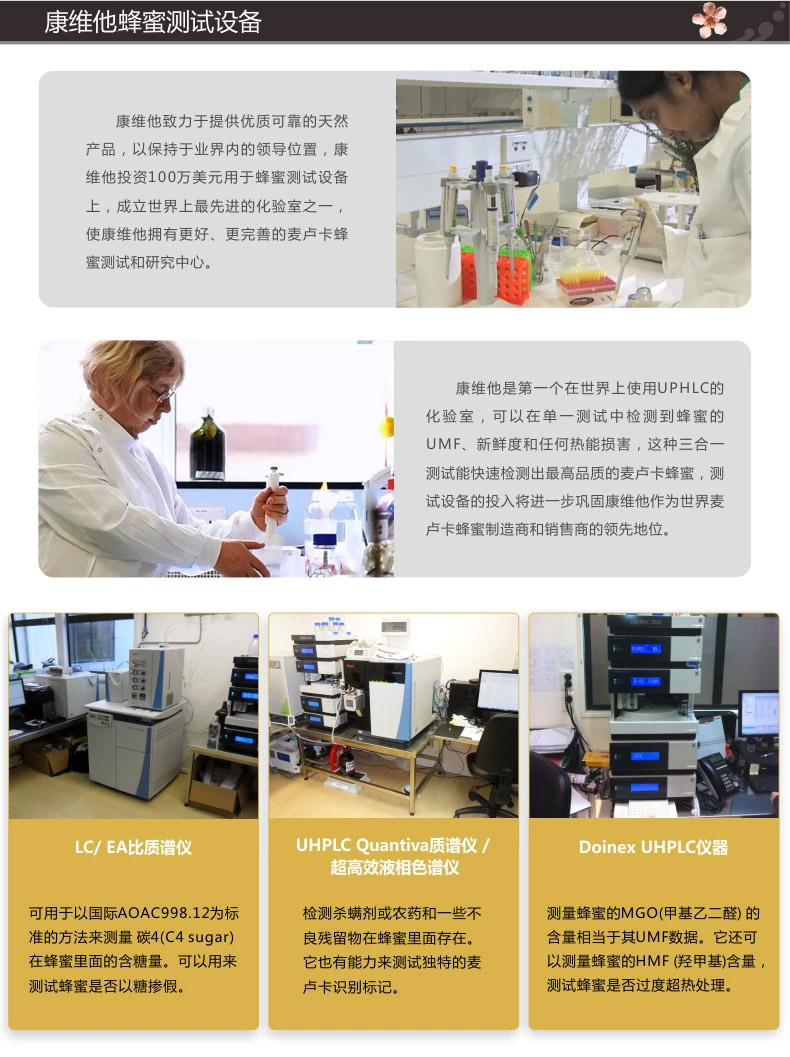 康维他蜂蜜测试设备
康维他致力于提供优质可靠的天然
产品，以保持于业界内的领导位置，康
维他投资100万美元用于蜂蜜测试设备
上，成立世界上最先进的化验室之一，
使康维他拥有更好、更完善的麦卢卡蜂
蜜测试和研究中心。
康维他是第一个在世界上使用UPHLC的
化验室，可以在单一测试中检测到蜂蜜的
UMF、新鲜度和任何热能损害，这种三合一
测试能快速检测出最高品质的麦卢卡蜂蜜，测
试设备的投入将进一步巩固康维他作为世界麦
卢卡蜂蜜制造商和销售商的领先地位。
LC/ EA比质谱仪
可用于以国际AOAC998.12为标
准的方法来测量 碳4(C4 sugar)
在蜂蜜里面的含糖量。可以用来
测试蜂蜜是否以糖掺假。
UHPLC Quantiva质谱仪 /
超高效液相色谱仪
检测杀螨剂或农药和一些不
良残留物在蜂蜜里面存在。
它也有能力来测试独特的麦
卢卡识别标记。
Doinex UHPLC仪器
测量蜂蜜的MGO(甲基乙二醛) 的
含量相当于其UMF数据。它还可
以测量蜂蜜的HMF (羟甲基)含量，
测试蜂蜜是否过度超热处理。